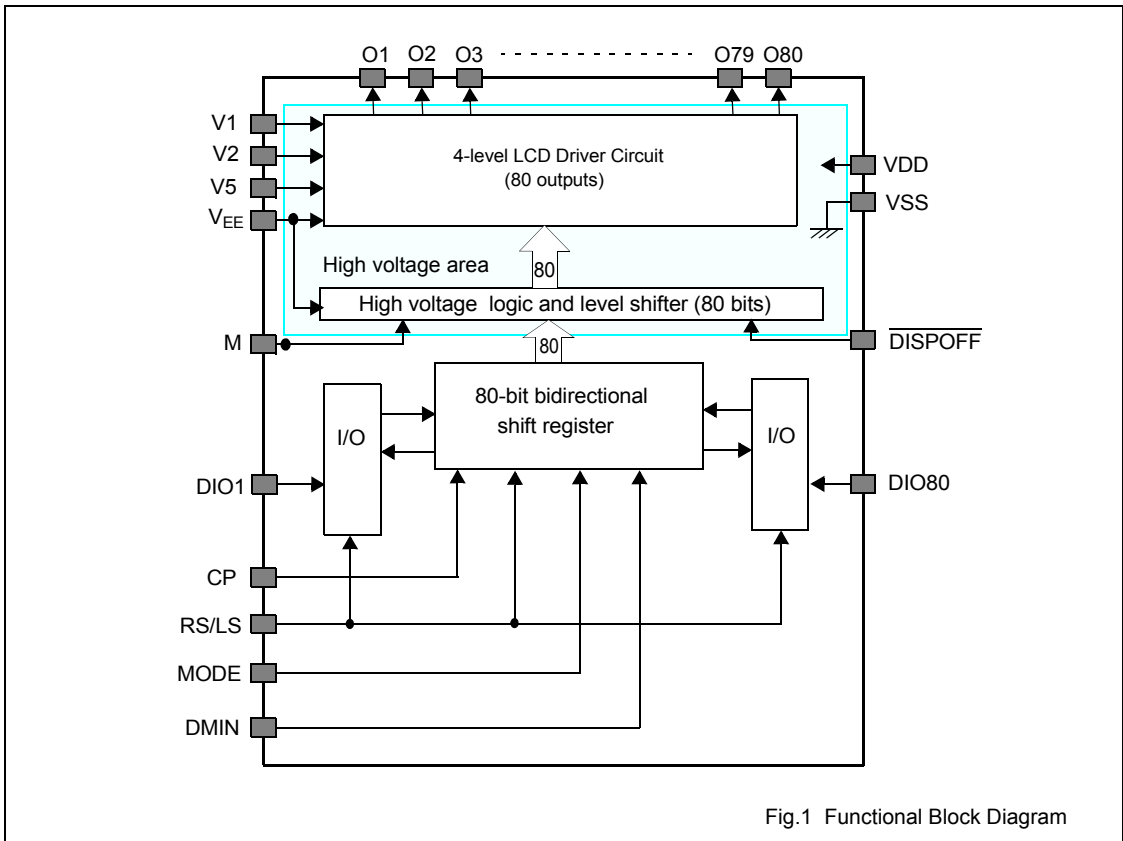 O1 O2 O3 - - - - - - - - - - - - - - O79 O80
V1
V2
V5
VEE
4-level LCD Driver Circuit
(80 outputs)
VDD
VSS
80
High voltage area
High voltage logic and level shifter (80 bits)
M
80
DISPOFF
80-bit bidirectional
shift register
I/O
I/O
DIO1
DIO80
CP
RS/LS
MODE
DMIN
Fig.1 Functional Block Diagram